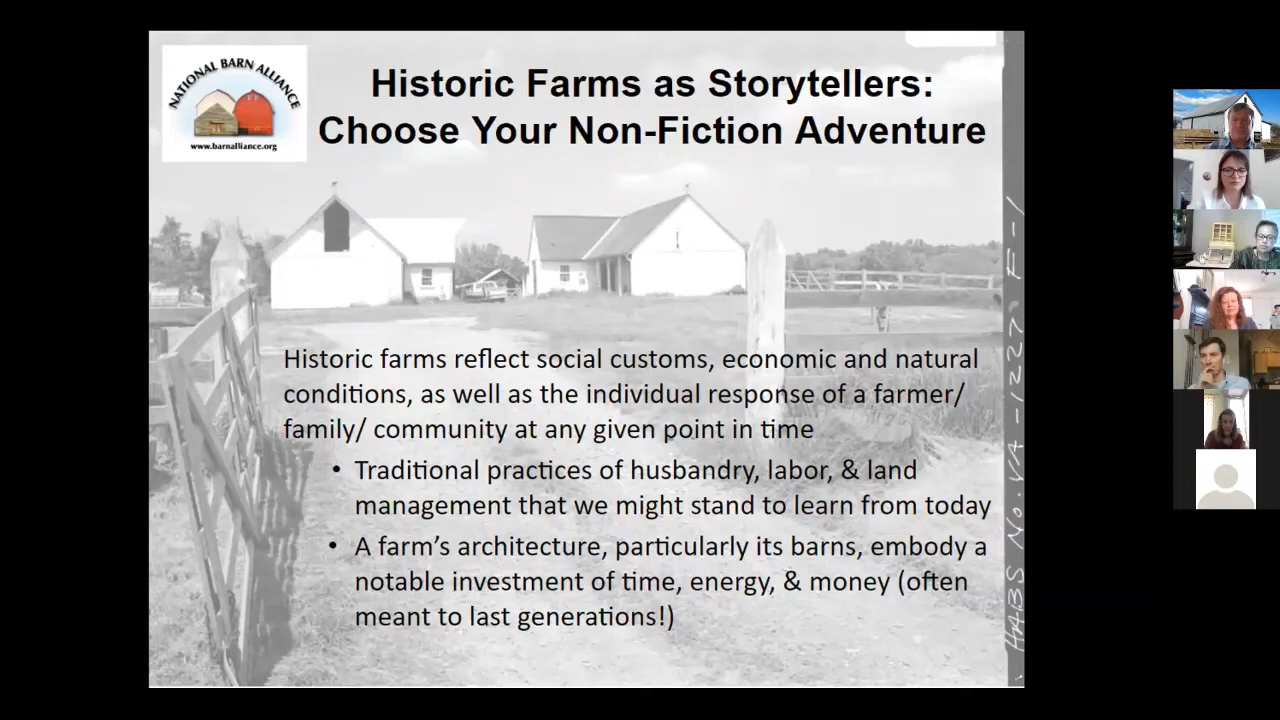 NATIONAL BARN ALLIANCE
www.barnalliance.org
Historic Farms as Storytellers:
Choose Your Non-Fiction Adventure
Historic farms reflect social customs, economic and natural
conditions, as well as the individual response of a farmer/
family/ community at any given point in time
• Traditional practices of husbandry, labor, & land
management that we might stand to learn from today
• A farm's architecture, particularly its barns, embody a
notable investment of time, energy, & money (often
meant to last generations!)
HABS No. VA-1227, F-1